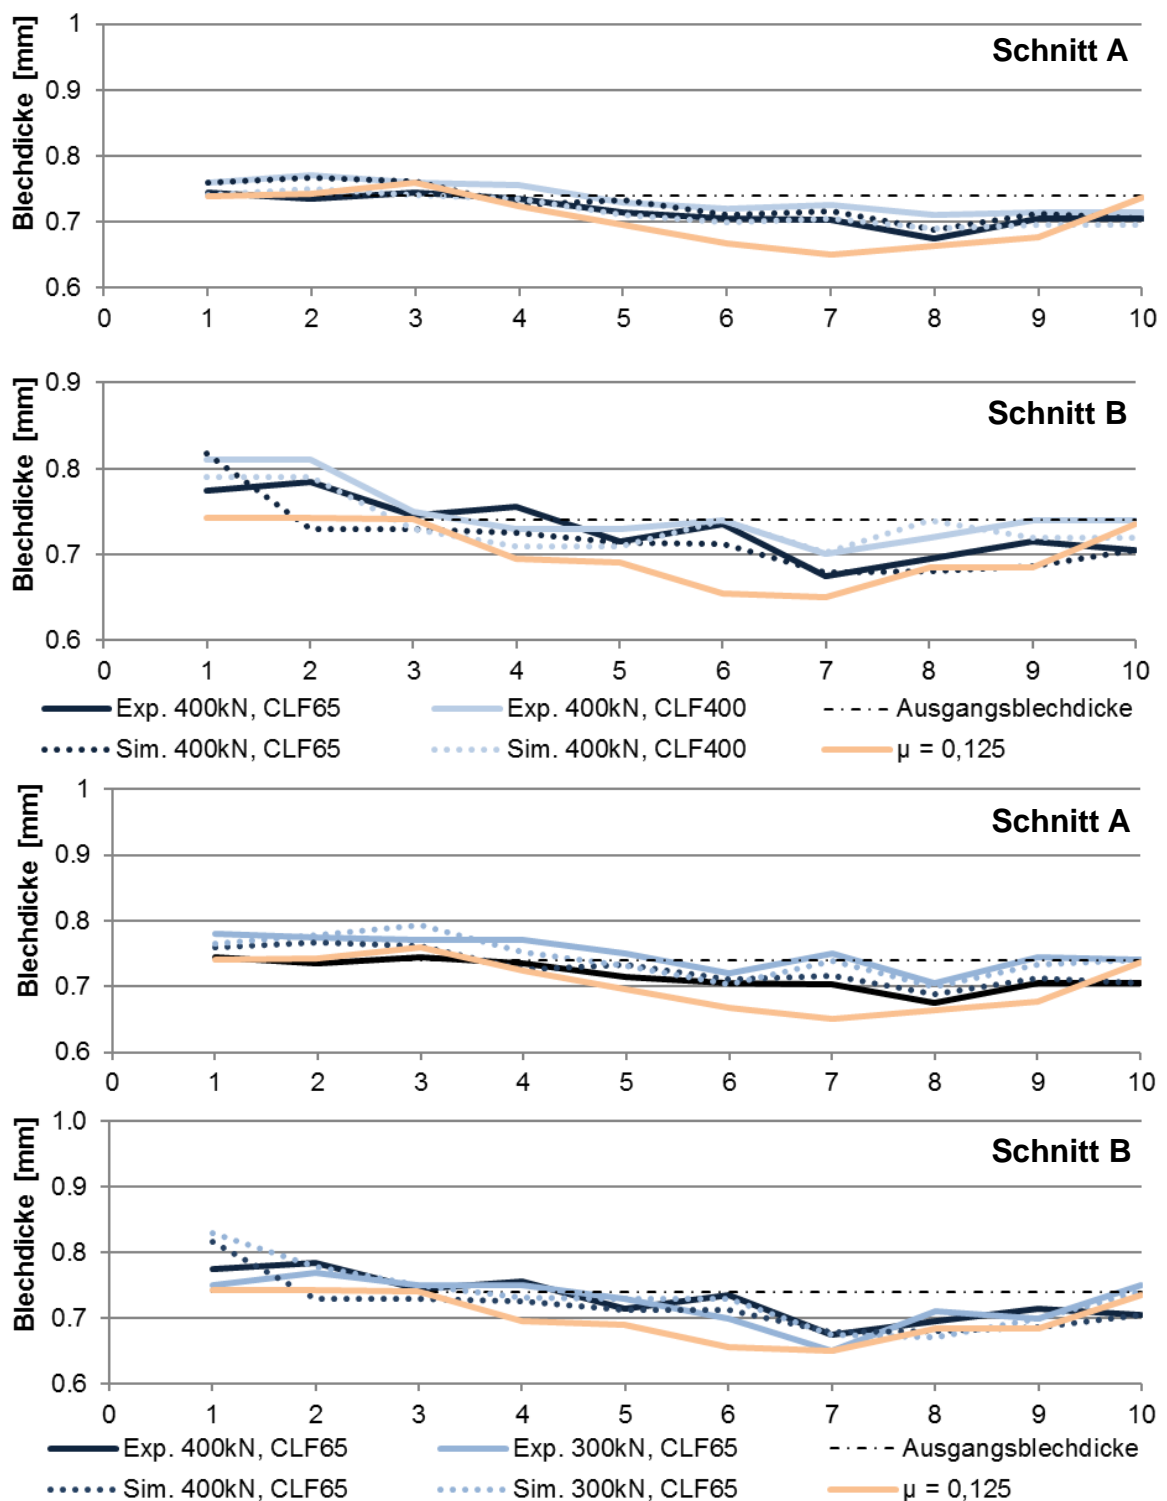 Blechdicke [mm]
1
Schnitt A
0.9
0.8
0.7
0.6
0 1 2 3 4 5 6 7 8 9 10
Blechdicke [mm]
0.9
Schnitt B
0.8
0.7
0.6
0 1 2 3 4 5 6 7 8 9 10
Exp. 400kN, CLF65 Exp. 400kN, CLF400 Ausgangsblechdicke
Sim. 400kN, CLF65 Sim. 400kN, CLF400 µ = 0,125
Blechdicke [mm]
1
Schnitt A
0.9
0.8
0.7
0.6
0 1 2 3 4 5 6 7 8 9 10
Blechdicke [mm]
1.0
Schnitt B
0.9
0.8
0.7
0.6
0 1 2 3 4 5 6 7 8 9 10
Exp. 400kN, CLF65 Exp. 300kN, CLF65 Ausgangsblechdicke
Sim. 400kN, CLF65 Sim. 300kN, CLF65 µ = 0,125